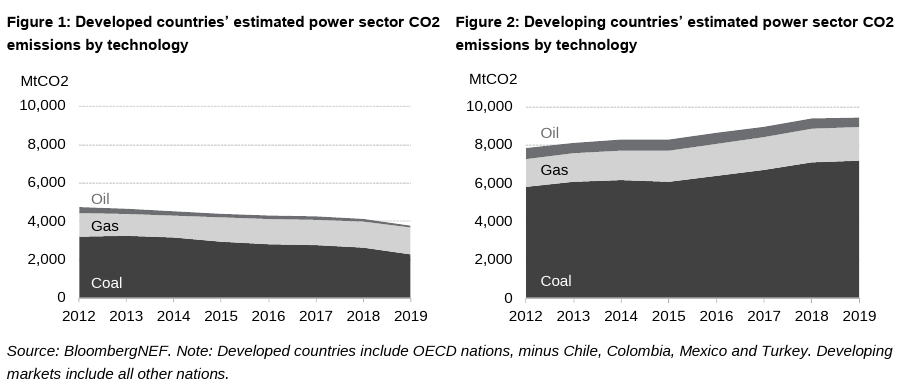 Figure 1: Developed countries’ estimated power sector CO2
emissions by technology
MtCO2
10,000
8,000
6,000
4,000
2,000
0
Oil
Gas
Coal
2012 2013 2014 2015 2016 2017 2018 2019
Figure 2: Developing countries’ estimated power sector CO2
emissions by technology
MtCO2
10,000
8,000
6,000
4,000
2,000
0
Oil
Gas
Coal
2012 2013 2014 2015 2016 2017 2018 2019
Source: BloombergNEF. Note: Developed countries include OECD nations, minus Chile, Colombia, Mexico and Turkey. Developing
markets include all other nations.